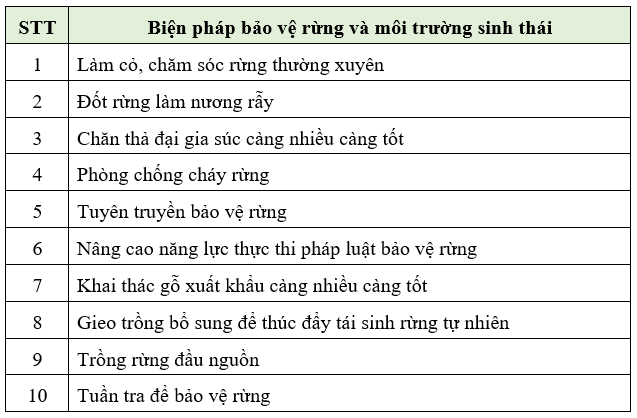 STT Biện pháp bảo vệ rừng và môi trường sinh thái
1 Làm cỏ, chăm sóc rừng thường xuyên
2 Đốt rừng làm nương rẫy
3 Chăn thả đại gia súc càng nhiều càng tốt
4 Phòng chống cháy rừng
5 Tuyên truyền bảo vệ rừng
6 Nâng cao năng lực thực thi pháp luật bảo vệ rừng
7 Khai thác gỗ xuất khẩu càng nhiều càng tốt
8 Gieo trồng bổ sung để thúc đẩy tái sinh rừng tự nhiên
9 Trồng rừng đầu nguồn
10 Tuần tra để bảo vệ rừng